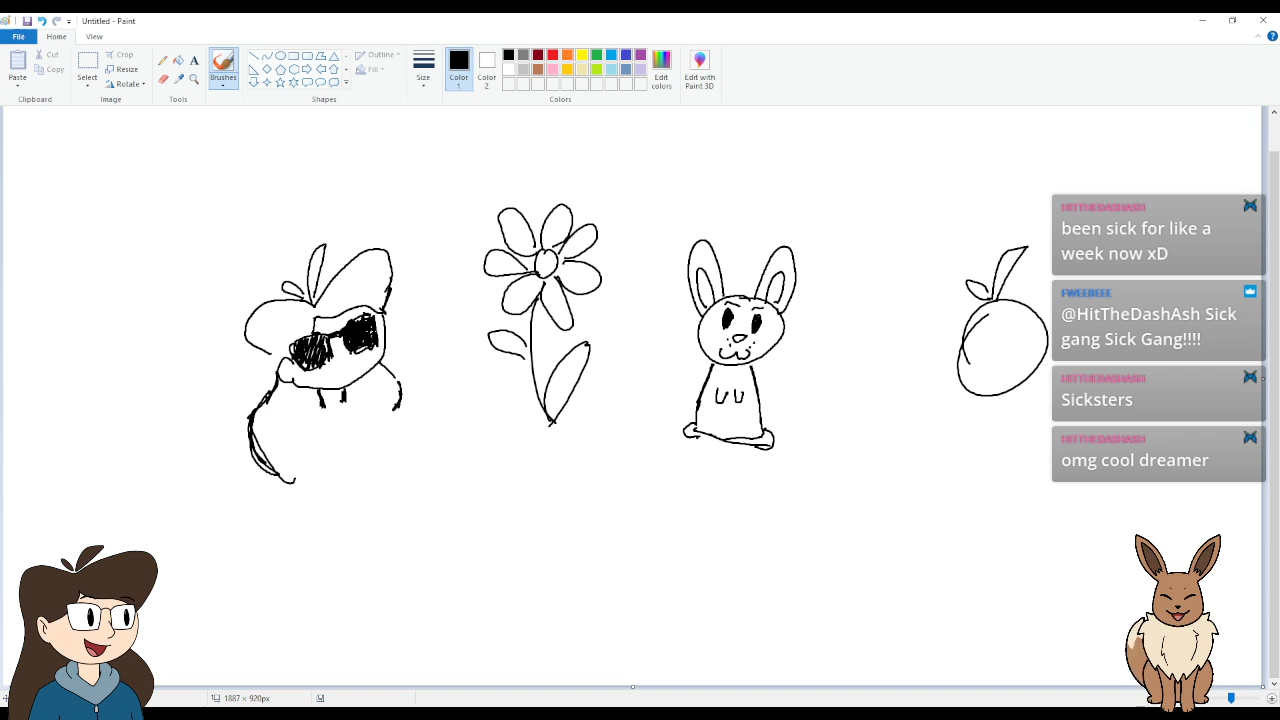 Untitled - Paint
File
Home
View
Paste
Cut
Copy
Clipboard
Select
Crop
Resize
Rotate
Image
A
Tools
Brushes
Shapes
Outline
Fill
Size
Color 1
Color 2
Edit colors
Colors
Edit with Paint 3D
HITTHEDASHASH
been sick for like a
week now xD
FWEEBEEE
@HitTheDashAsh Sick
gang Sick Gang!!!!
HITTHEDASHASH
Sicksters
HITTHEDASHASH
omg cool dreamer
1887 × 920px